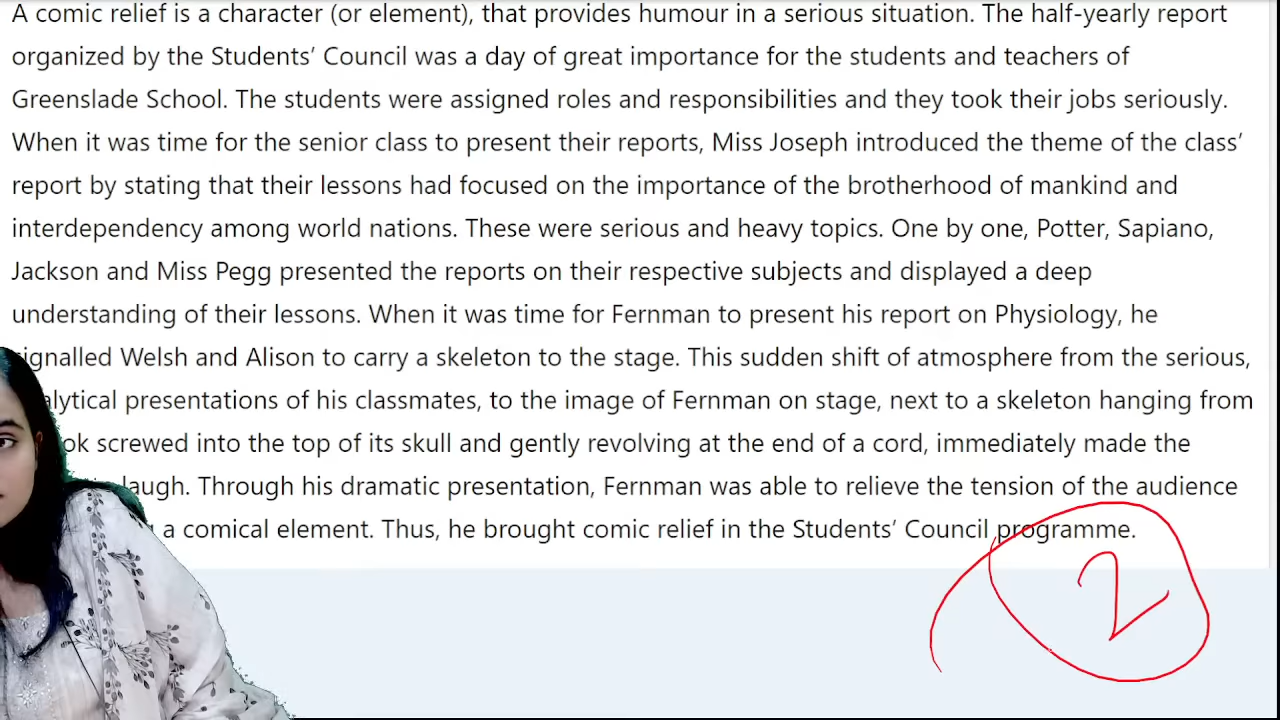 A comic relief is a character (or element), that provides humour in a serious situation. The half-yearly report
organized by the Students’ Council was a day of great importance for the students and teachers of
Greenslade School. The students were assigned roles and responsibilities and they took their jobs seriously.
When it was time for the senior class to present their reports, Miss Joseph introduced the theme of the class’
report by stating that their lessons had focused on the importance of the brotherhood of mankind and
interdependency among world nations. These were serious and heavy topics. One by one, Potter, Sapiano,
Jackson and Miss Pegg presented the reports on their respective subjects and displayed a deep
understanding of their lessons. When it was time for Fernman to present his report on Physiology, he
ignalled Welsh and Alison to carry a skeleton to the stage. This sudden shift of atmosphere from the serious,
alytical presentations of his classmates, to the image of Fernman on stage, next to a skeleton hanging from
ok screwed into the top of its skull and gently revolving at the end of a cord, immediately made the
laugh. Through his dramatic presentation, Fernman was able to relieve the tension of the audience
a comical element. Thus, he brought comic relief in the Students’ Council programme.
2